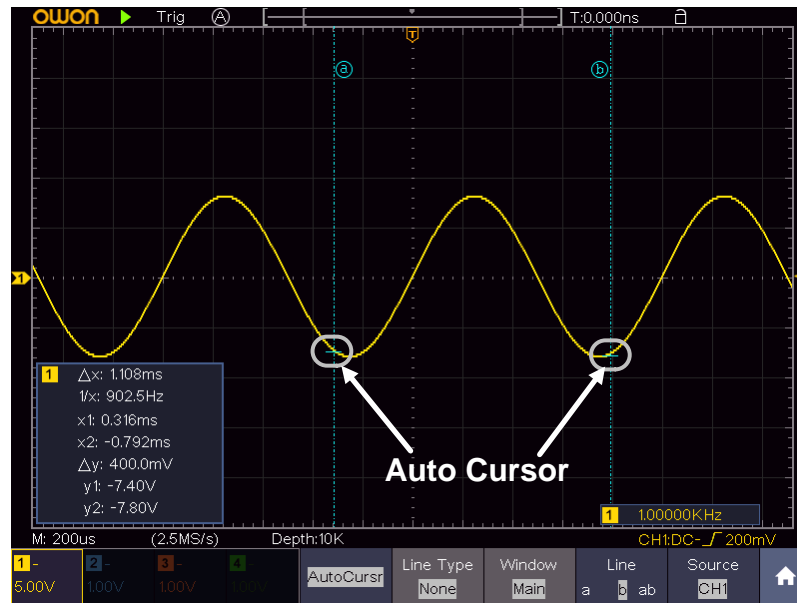 OWON Trig A T:0.000ns
T
a b
1
1 △x: 1.108ms
1/x: 902.5Hz
x1: 0.316ms
x2: -0.792ms
△y: 400.0mV
y1: -7.40V
y2: -7.80V
Auto Cursor
1 1.00000KHz
M: 200us (2.5MS/s) Depth:10K CH1:DC- 200mV
1 - 2 - 3 - 4 -
5.00V 1.00V 1.00V 1.00V
AutoCursr
Line Type
None
Window
Main
Line
a b ab
Source
CH1